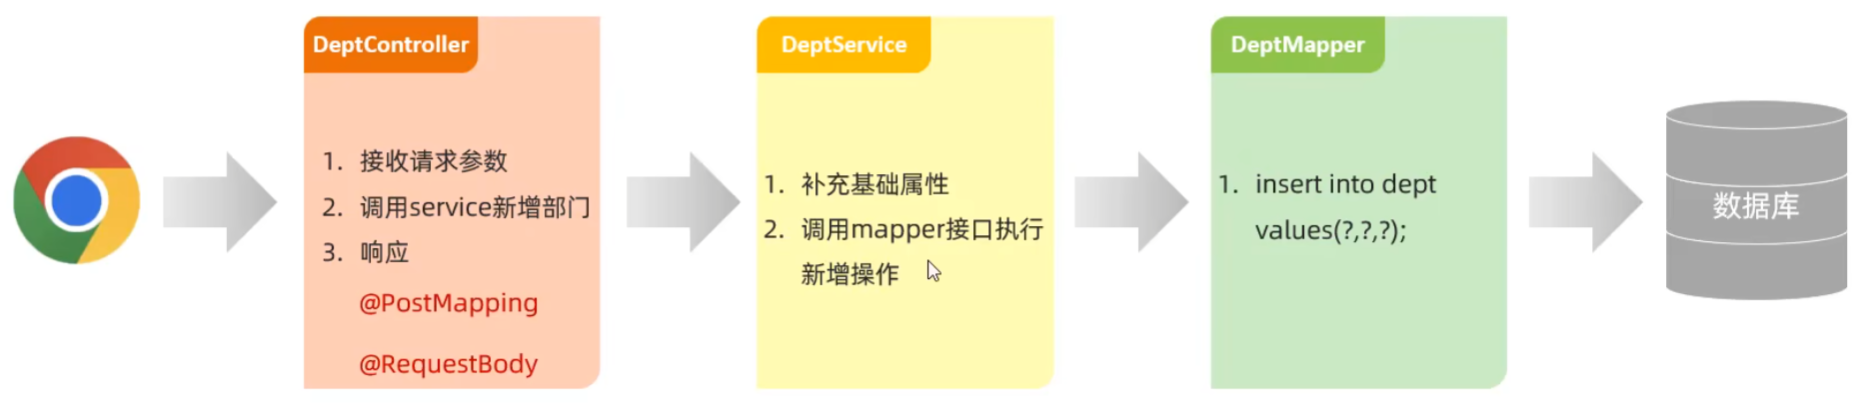 DeptController
1. 接收请求参数
2. 调用service新增部门
3. 响应
@PostMapping
@RequestBody
DeptService
1. 补充基础属性
2. 调用mapper接口执行
新增操作
DeptMapper
1. insert into dept
values(?,?,?);
数据库